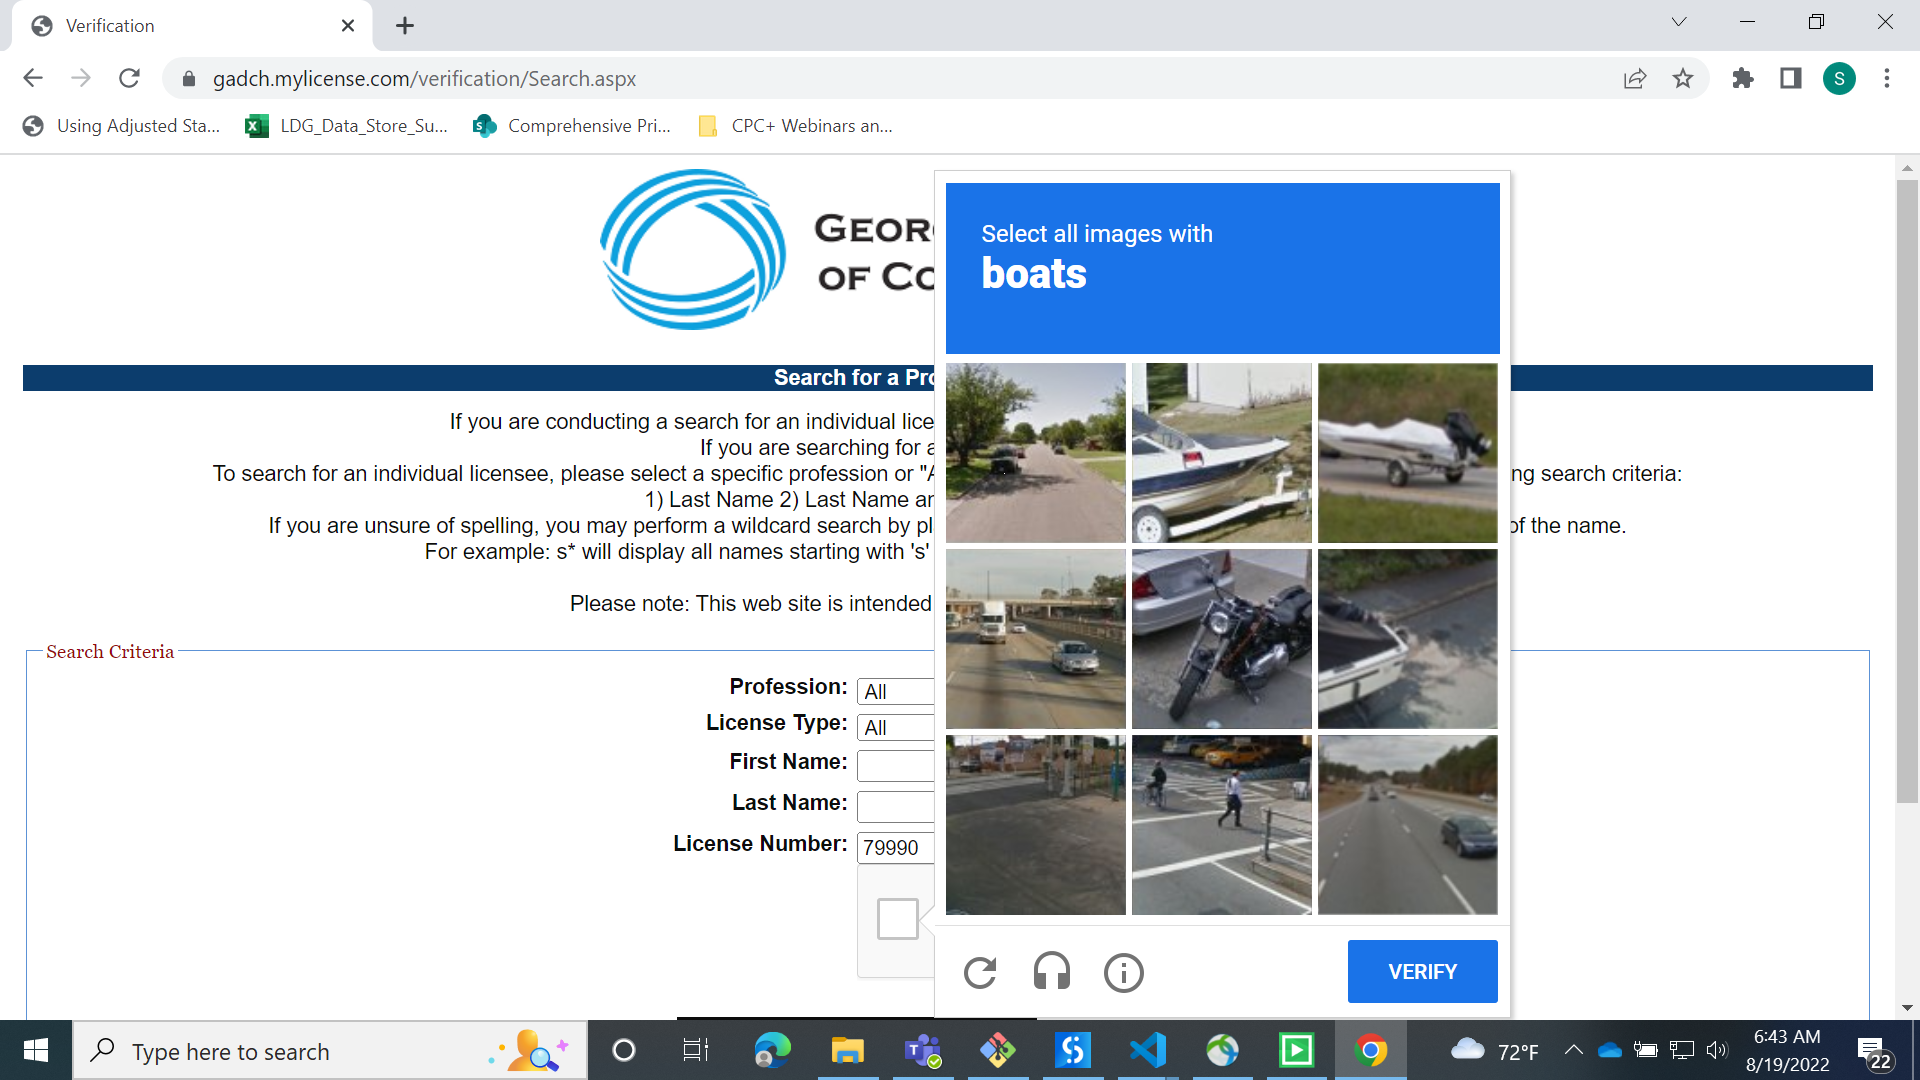 Verification
gadch.mylicense.com/verification/Search.aspx
S
Using Adjusted Sta...
LDG_Data_Store_Su...
Comprehensive Pri...
CPC+ Webinars an...
GEOR
OF CO
Select all images with
boats
Search for a Pro
If you are conducting a search for an individual lice
If you are searching for a
To search for an individual licensee, please select a specific profession or "A
ng search criteria:
1) Last Name 2) Last Name an
If you are unsure of spelling, you may perform a wildcard search by pl
of the name.
For example: s* will display all names starting with 's'
Please note: This web site is intended
Search Criteria
Profession: All
License Type: All
First Name:
Last Name:
License Number: 79990
VERIFY
Type here to search
72°F
6:43 AM
8/19/2022
22